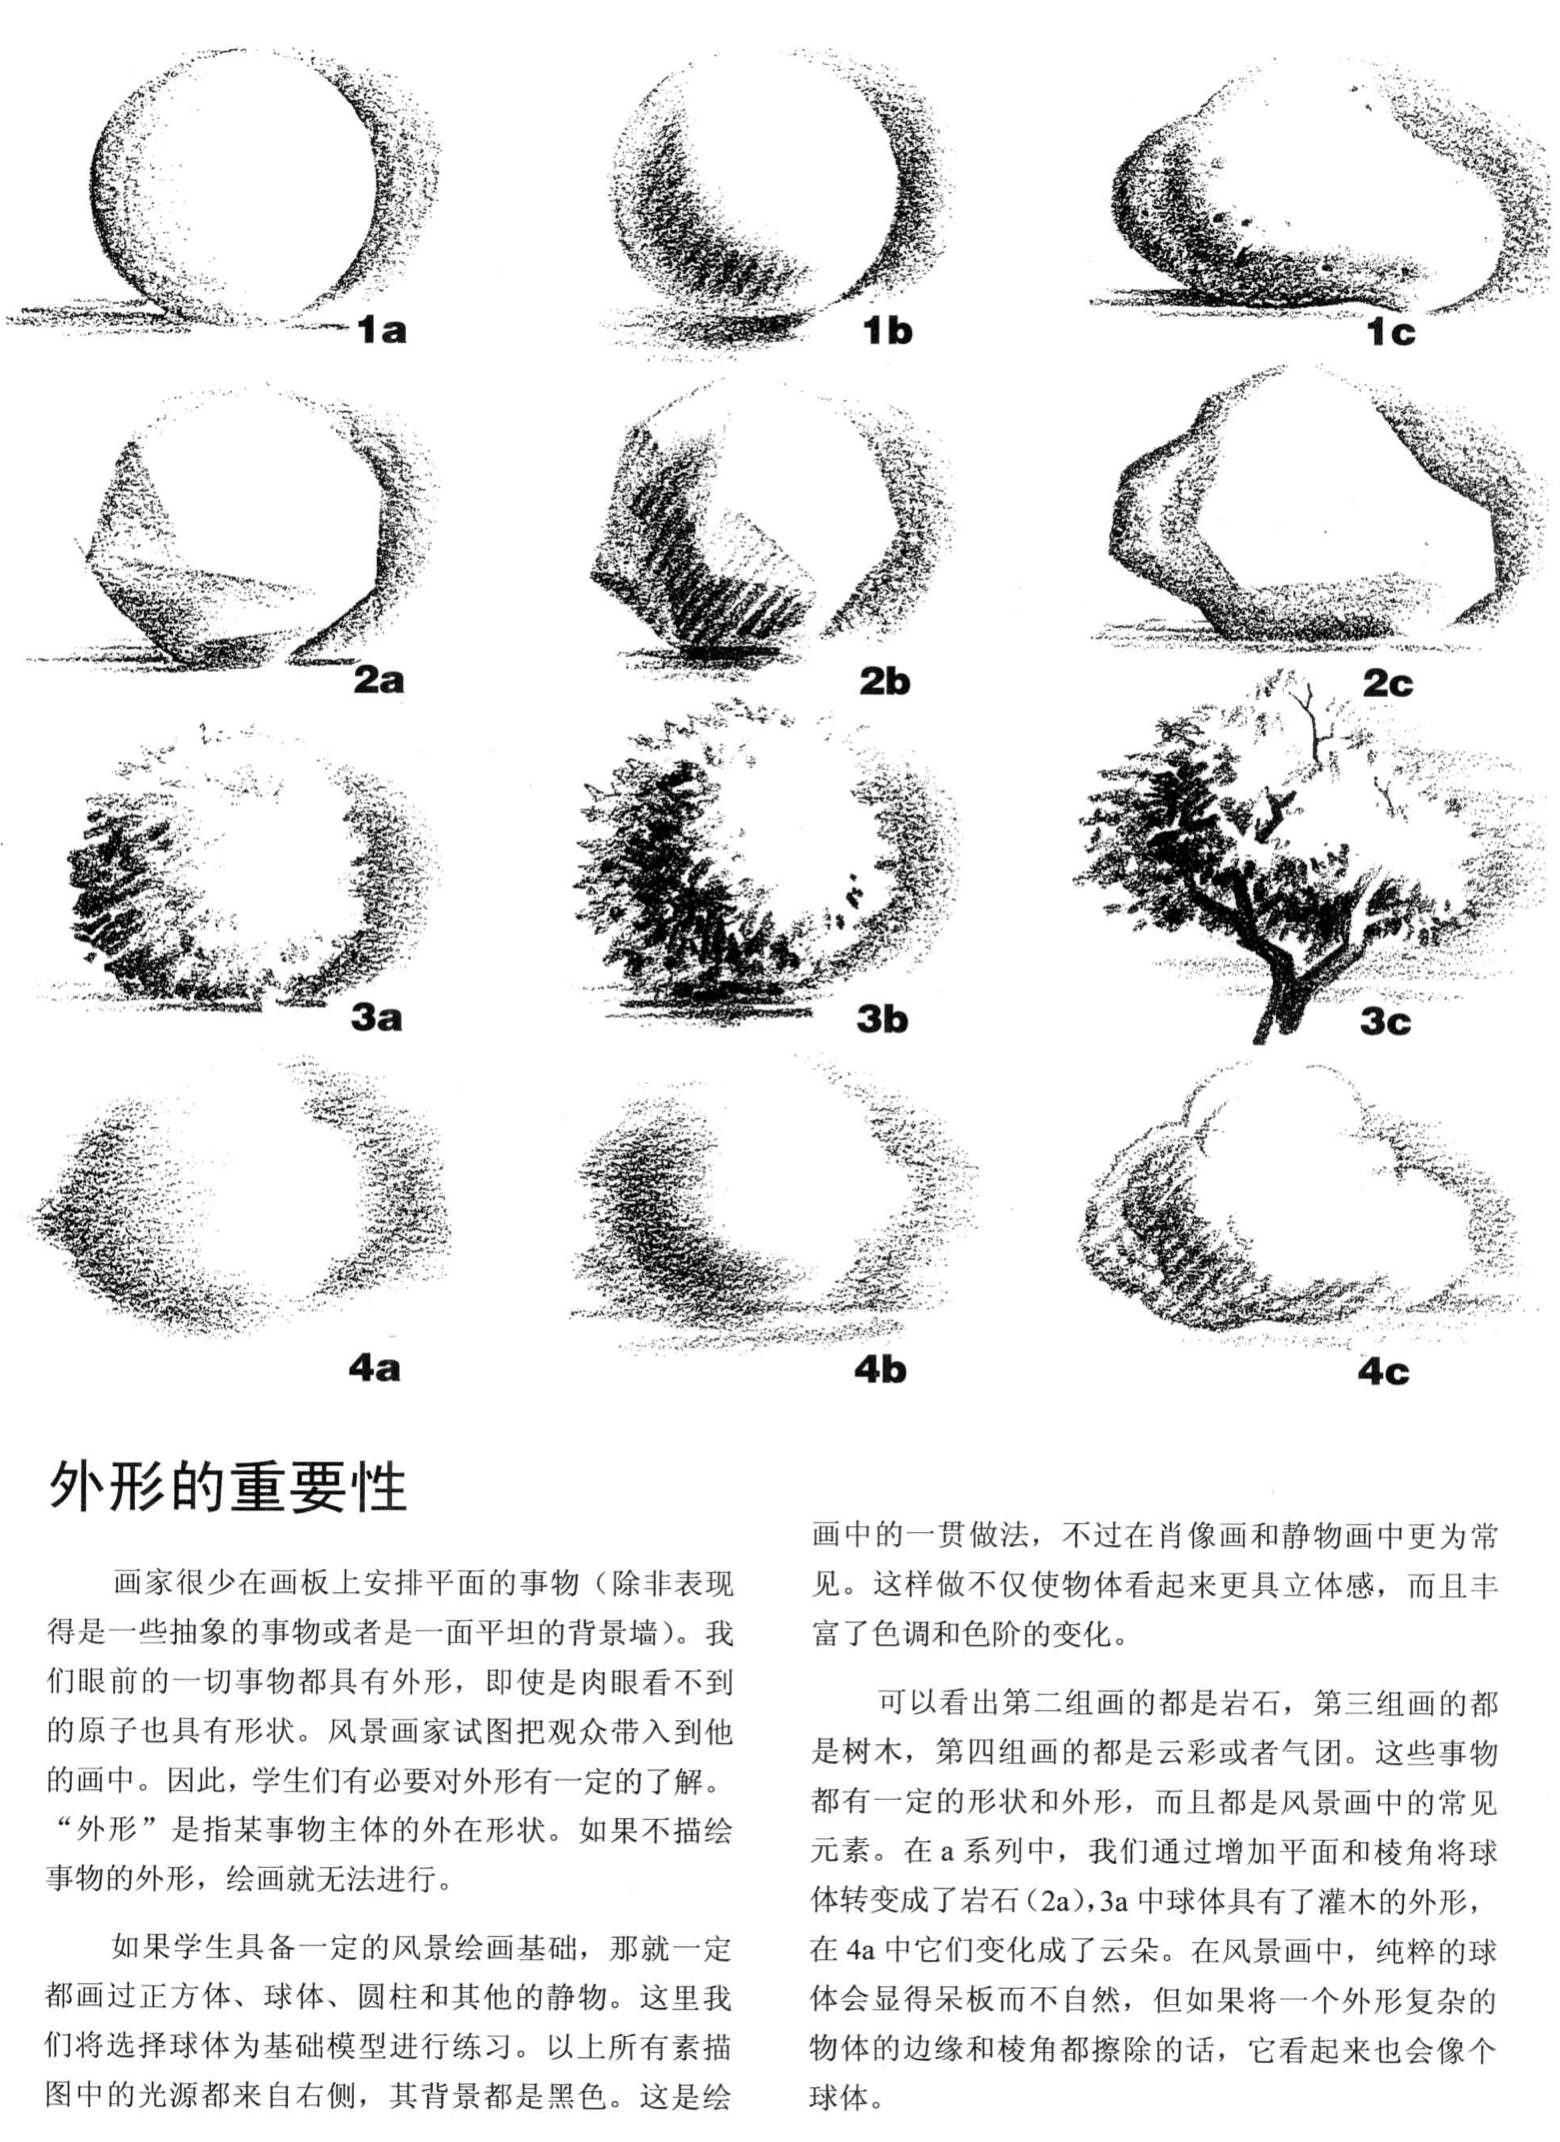 1a
1b
1c
2a
2b
2c
3a
3b
3c
4a
4b
4c
外形的重要性
画家很少在画板上安排平面的事物（除非表现
得是一些抽象的事物或者是一面平坦的背景墙）。我
们眼前的一切事物都具有外形，即使是肉眼看不到
的原子也具有形状。风景画家试图把观众带入到他
的画中。因此，学生们有必要对外形有一定的了解。
“外形”是指某事物主体的外在形状。如果不描绘
事物的外形，绘画就无法进行。
如果学生具备一定的风景绘画基础，那就一定
都画过正方体、球体、圆柱和其他的静物。这里我
们将选择球体为基础模型进行练习。以上所有素描
图中的光源都来自右侧，其背景都是黑色。这是绘
画中的一贯做法，不过在肖像画和静物画中更为常
见。这样做不仅使物体看起来更具立体感，而且丰
富了色调和色阶的变化。
可以看出第二组画的都是岩石，第三组画的都
是树木，第四组画的都是云彩或者气团。这些事物
都有一定的形状和外形，而且都是风景画中的常见
元素。在 a 系列中，我们通过增加平面和棱角将球
体转变成了岩石（2a），3a 中球体具有了灌木的外形，
在 4a 中它们变化成了云朵。在风景画中，纯粹的球
体会显得呆板而不自然，但如果将一个外形复杂的
物体的边缘和棱角都擦除的话，它看起来也会像个
球体。